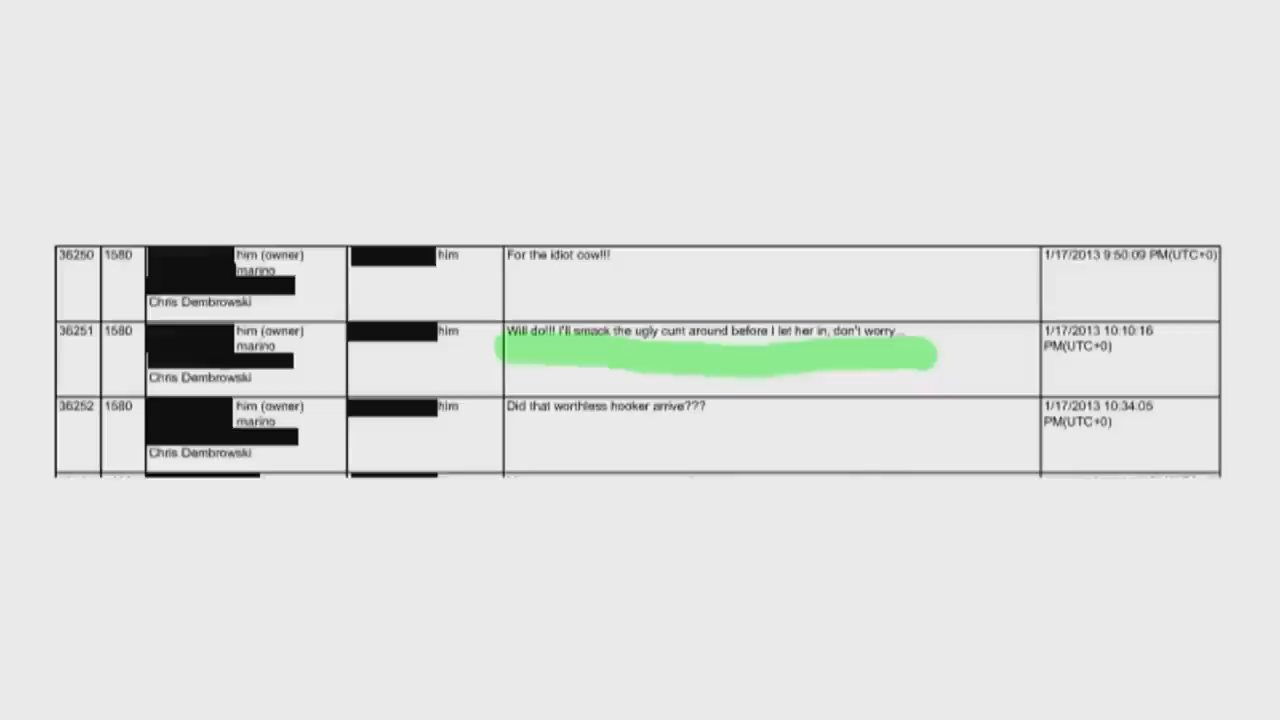 36250 1580 him (owner) him For the idiot cow!!! 1/17/2013 9:50:09 PM(UTC+0)
marino
Chris Dembrowski
36251 1580 him (owner) him Will do!!! I'll smack the ugly cunt around before I let her in, don't worry...
1/17/2013 10:10:16
marino PM(UTC+0)
Chris Dembrowski
36252 1580 him (owner) him Did that worthless hooker arrive??? 1/17/2013 10:34:05
marino PM(UTC+0)
Chris Dembrowski